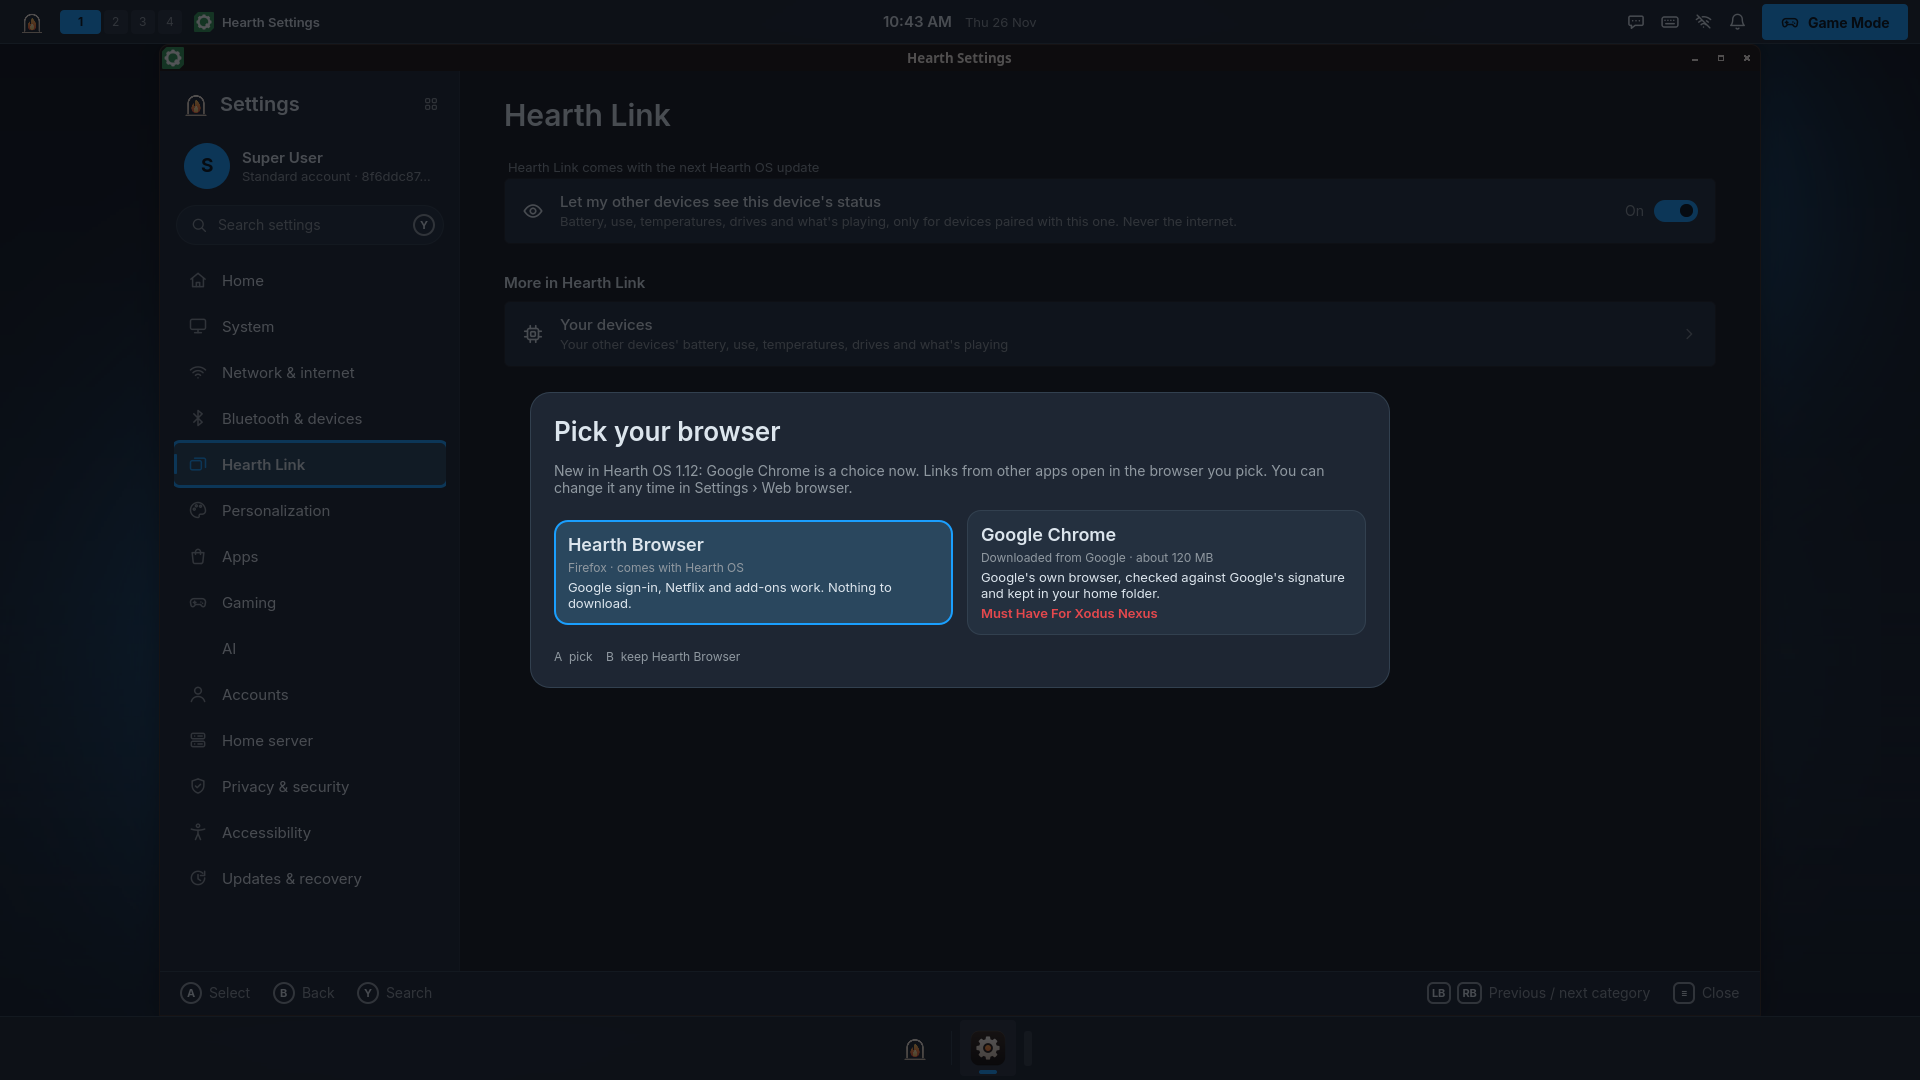 1
2
3
4
Hearth Settings
10:43 AM
Thu 26 Nov
Game Mode
Hearth Settings
Settings
S
Super User
Standard account · 8f6ddc87...
Search settings
Y
Home
System
Network & internet
Bluetooth & devices
Hearth Link
Personalization
Apps
Gaming
AI
Accounts
Home server
Privacy & security
Accessibility
Updates & recovery
Hearth Link
Hearth Link comes with the next Hearth OS update
Let my other devices see this device's status
Battery, use, temperatures, drives and what's playing, only for devices paired with this one. Never the internet.
On
More in Hearth Link
Your devices
Your other devices' battery, use, temperatures, drives and what's playing
Pick your browser
New in Hearth OS 1.12: Google Chrome is a choice now. Links from other apps open in the browser you pick. You can
change it any time in Settings › Web browser.
Hearth Browser
Firefox · comes with Hearth OS
Google sign-in, Netflix and add-ons work. Nothing to
download.
Google Chrome
Downloaded from Google · about 120 MB
Google's own browser, checked against Google's signature
and kept in your home folder.
Must Have For Xodus Nexus
A pick B keep Hearth Browser
A Select B Back Y Search
LB RB Previous / next category ≡ Close